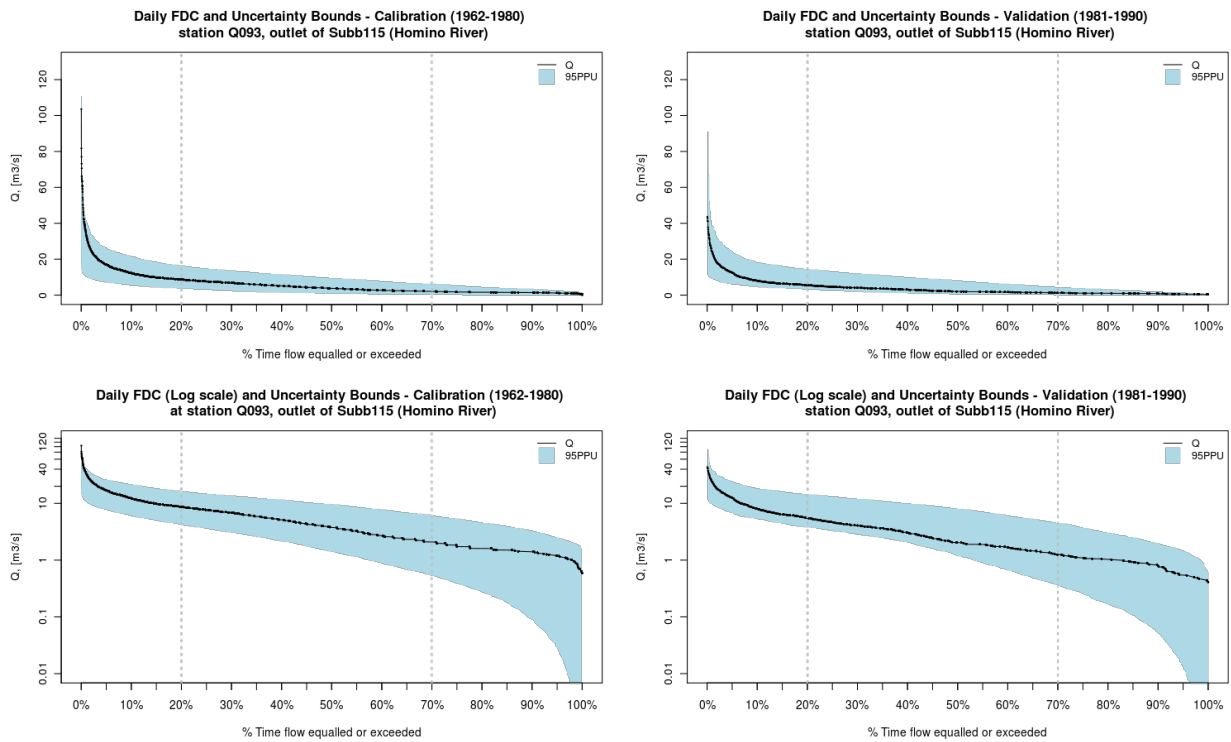 Daily FDC and Uncertainty Bounds - Calibration (1962-1980)
station Q093, outlet of Subb115 (Homino River)
Q
95PPU
Q, [m3/s]
120
100
80
60
40
20
0
0% 10% 20% 30% 40% 50% 60% 70% 80% 90% 100%
% Time flow equalled or exceeded
Daily FDC and Uncertainty Bounds - Validation (1981-1990)
station Q093, outlet of Subb115 (Homino River)
Q
95PPU
Q, [m3/s]
120
100
80
60
40
20
0
0% 10% 20% 30% 40% 50% 60% 70% 80% 90% 100%
% Time flow equalled or exceeded
Daily FDC (Log scale) and Uncertainty Bounds - Calibration (1962-1980)
at station Q093, outlet of Subb115 (Homino River)
Q
95PPU
Q, [m3/s]
120
40
10
1
0.1
0.01
0% 10% 20% 30% 40% 50% 60% 70% 80% 90% 100%
% Time flow equalled or exceeded
Daily FDC (Log scale) and Uncertainty Bounds - Validation (1981-1990)
station Q093, outlet of Subb115 (Homino River)
Q
95PPU
Q, [m3/s]
120
40
10
1
0.1
0.01
0% 10% 20% 30% 40% 50% 60% 70% 80% 90% 100%
% Time flow equalled or exceeded